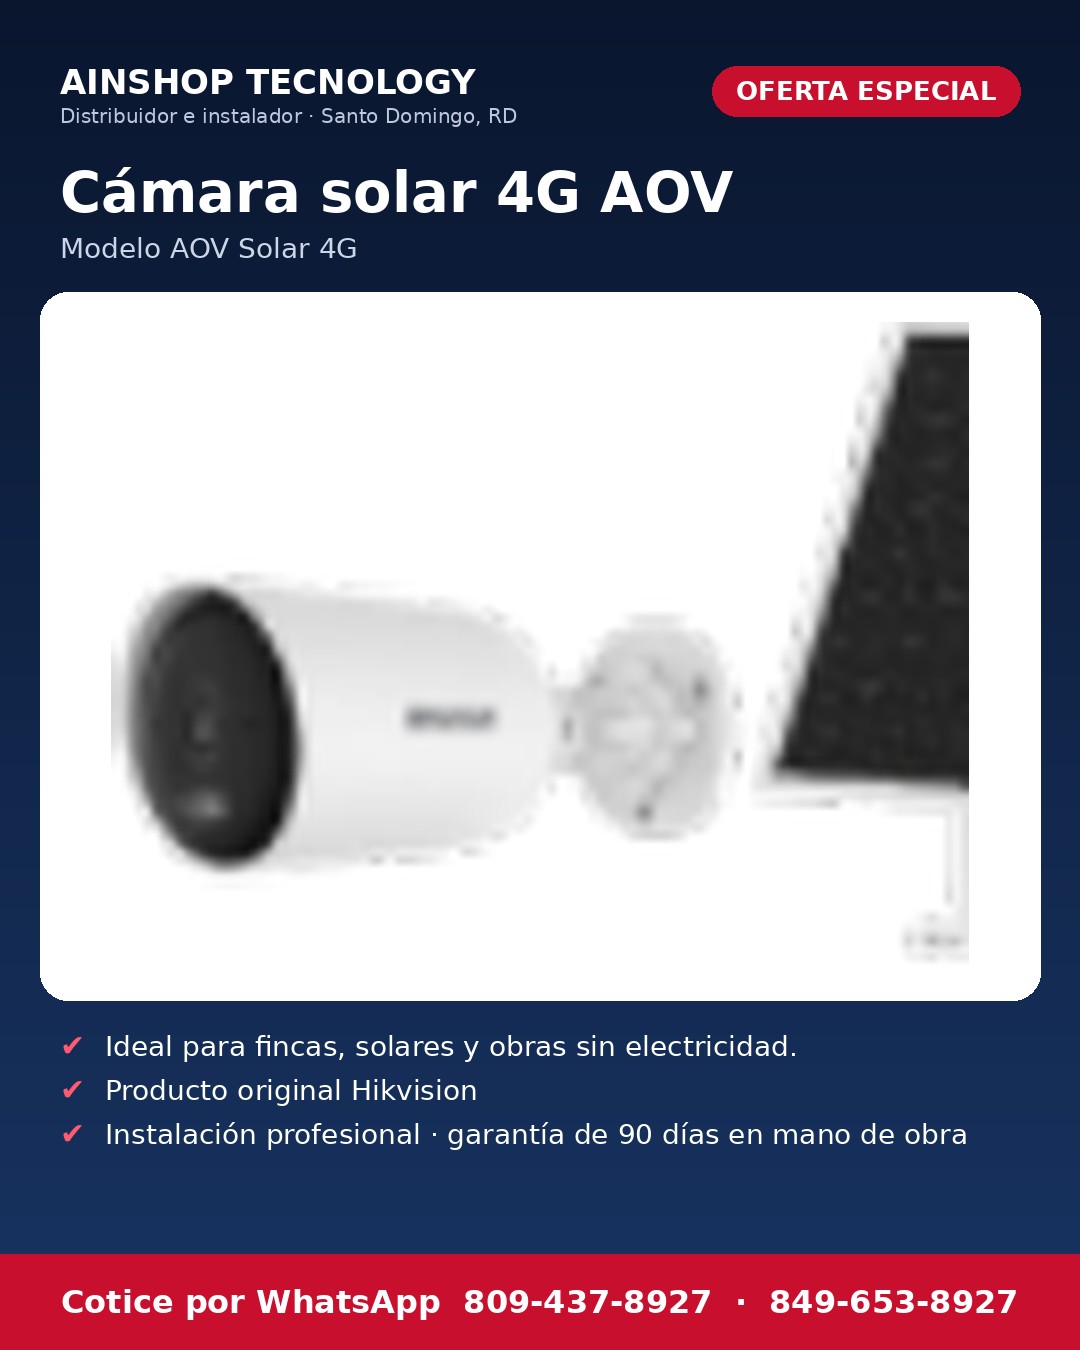 AINSHOP TECNOLOGY
Distribuidor e instalador · Santo Domingo, RD
OFERTA ESPECIAL
Cámara solar 4G AOV
Modelo AOV Solar 4G
✔ Ideal para fincas, solares y obras sin electricidad.
✔ Producto original Hikvision
✔ Instalación profesional · garantía de 90 días en mano de obra
Cotice por WhatsApp 809-437-8927 · 849-653-8927